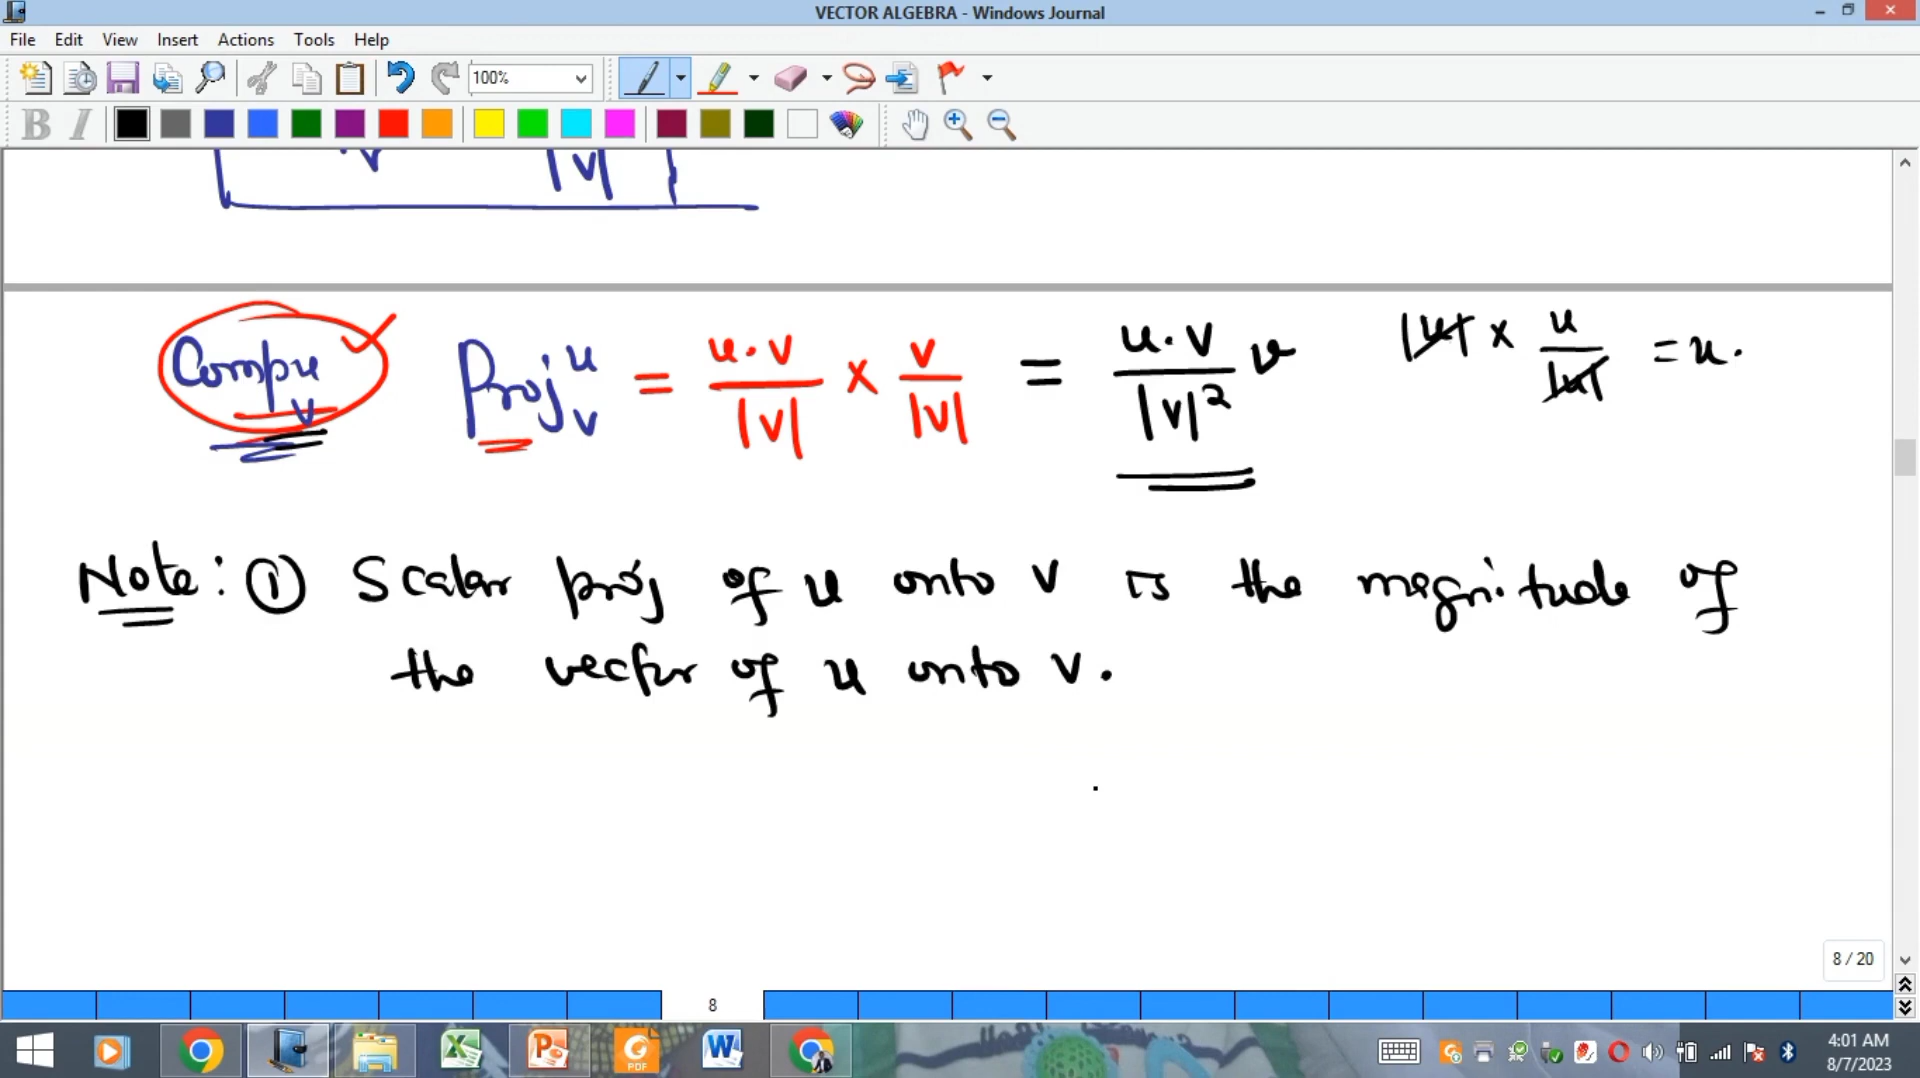 VECTOR ALGEBRA - Windows Journal
File Edit View Insert Actions Tools Help
100%
B I
v |v|
Compu v Proj u v = u·v / |v| × v / |v| = u·v / |v|² v |u| × u / |u| = u.
Note: ① Scalar proj of u onto v is the magnitude of
the vector of u onto v.
8 / 20
8
PDF
4:01 AM
8/7/2023